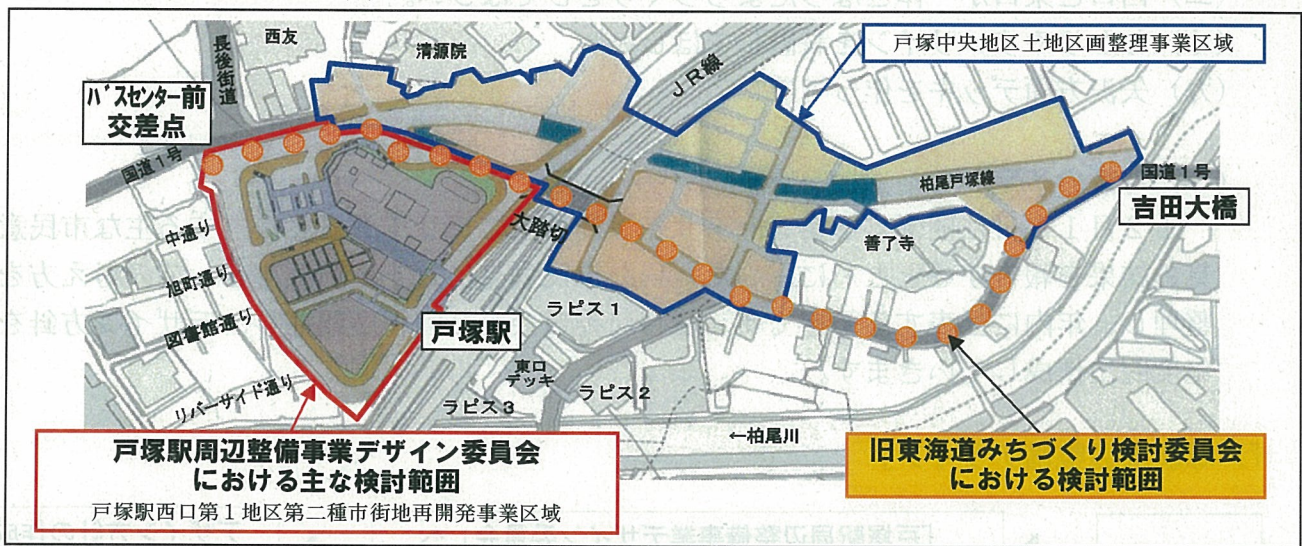 西友
清源院
長後街道
戸塚中央地区土地区画整理事業区域
バスセンター前
交差点
JR線
国道1号
国道1号
柏尾戸塚線
吉田大橋
中通り
大踏切
善了寺
旭町通り
ラピス1
図書館通り
戸塚駅
東口
デッキ
ラピス2
リバーサイド通り
ラピス3
←柏尾川
戸塚駅周辺整備事業デザイン委員会
における主な検討範囲
戸塚駅西口第1地区第二種市街地再開発事業区域
旧東海道みちづくり検討委員会
における検討範囲